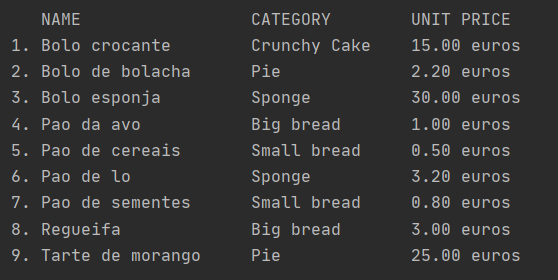 NAME CATEGORY UNIT PRICE
1. Bolo crocante Crunchy Cake 15.00 euros
2. Bolo de bolacha Pie 2.20 euros
3. Bolo esponja Sponge 30.00 euros
4. Pao da avo Big bread 1.00 euros
5. Pao de cereais Small bread 0.50 euros
6. Pao de lo Sponge 3.20 euros
7. Pao de sementes Small bread 0.80 euros
8. Regueifa Big bread 3.00 euros
9. Tarte de morango Pie 25.00 euros